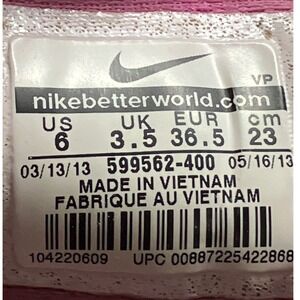 VP
nikebetterworld.com
US UK EUR cm
6 3.5 36.5 23
03/13/13 599562-400 05/16/13
MADE IN VIETNAM
FABRIQUE AU VIETNAM
104220609 UPC 00887225422868